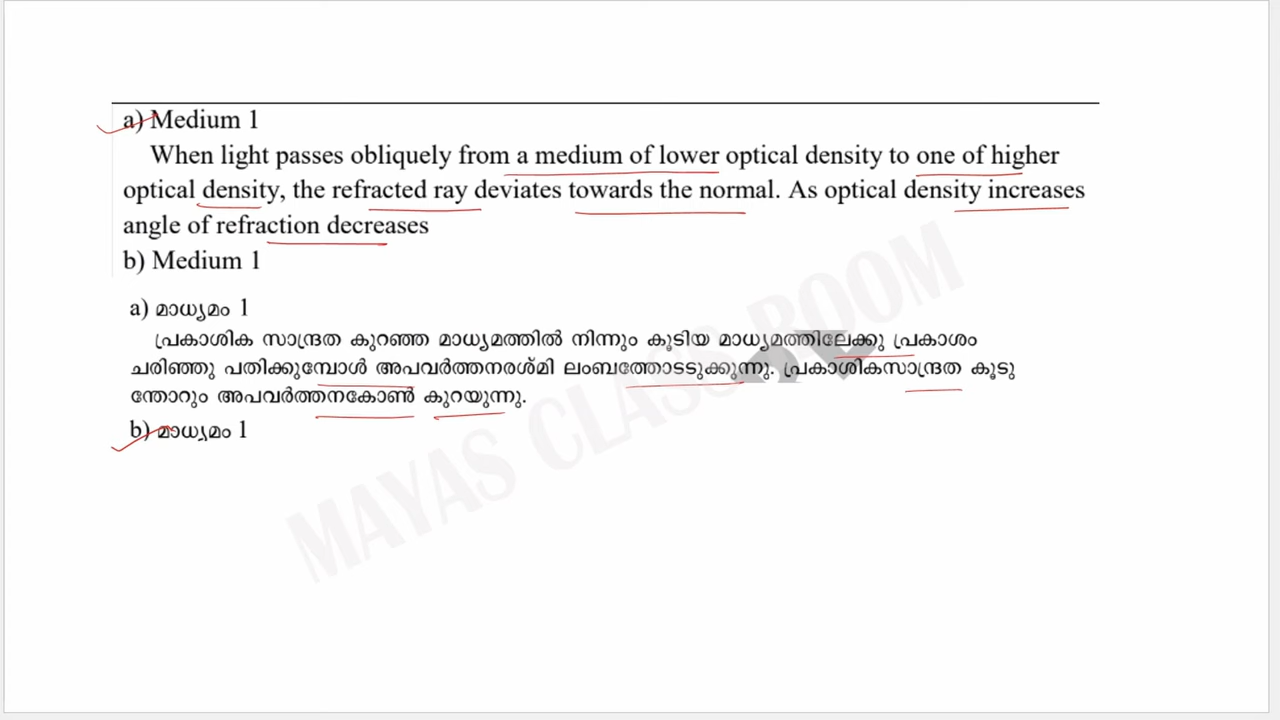 a) Medium 1
When light passes obliquely from a medium of lower optical density to one of higher
optical density, the refracted ray deviates towards the normal. As optical density increases
angle of refraction decreases
b) Medium 1
a) മാധ്യമം 1
പ്രകാശിക സാന്ദ്രത കുറഞ്ഞ മാധ്യമത്തിൽ നിന്നും കൂടിയ മാധ്യമത്തിലേക്കു പ്രകാശം
ചരിഞ്ഞു പതിക്കുമ്പോൾ അപവർത്തനരശ്മി ലംബത്തോടടുക്കുന്നു. പ്രകാശികസാന്ദ്രത കൂടു
ന്തോറും അപവർത്തനകോൺ കുറയുന്നു.
b) മാധ്യമം 1
MAYAS CLASS ROOM